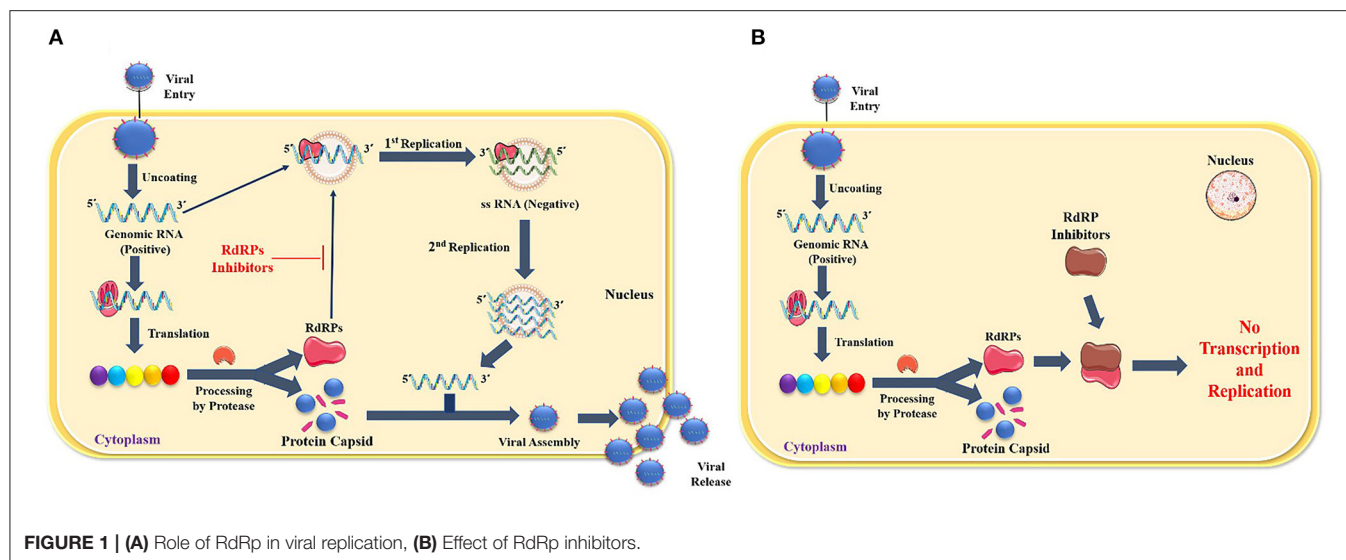 A
Viral
Entry
Uncoating
5´ 3´
Genomic RNA
(Positive)
Translation
Processing
by Protease
Cytoplasm
RdRPs
Inhibitors
RdRPs
Protein Capsid
5´ 3´
1st Replication
3´ 5´
ss RNA (Negative)
2nd Replication
5´ 3´
Nucleus
5´ 3´
Viral Assembly
Viral
Release
B
Viral
Entry
Uncoating
5´ 3´
Genomic RNA
(Positive)
Translation
Processing
by Protease
Cytoplasm
RdRPs
Protein Capsid
Nucleus
RdRP
Inhibitors
No
Transcription
and
Replication
FIGURE 1 | (A) Role of RdRp in viral replication, (B) Effect of RdRp inhibitors.